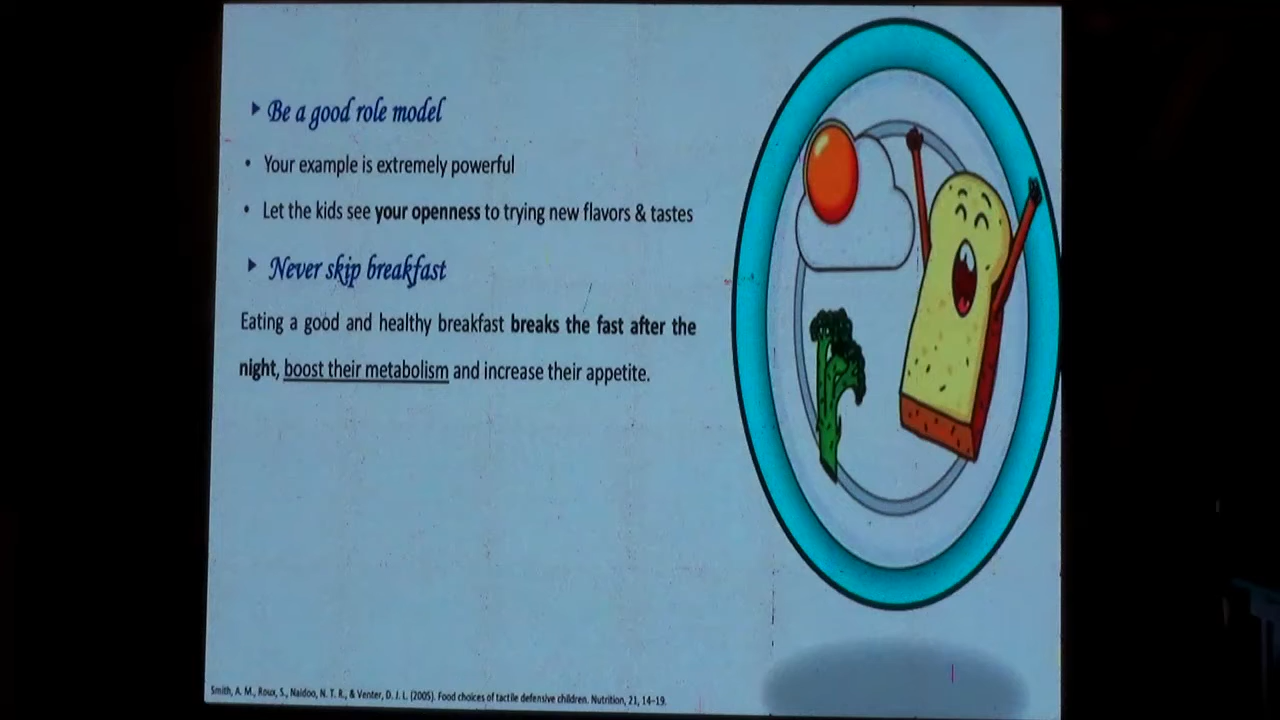 Be a good role model
• Your example is extremely powerful
• Let the kids see your openness to trying new flavors & tastes
Never skip breakfast
Eating a good and healthy breakfast breaks the fast after the
night, boost their metabolism and increase their appetite.
Smith, A. M., Roux, S., Naidoo, N. T. R., & Venter, D. J. L. (2005). Food choices of tactile defensive children. Nutrition, 21, 14–19.